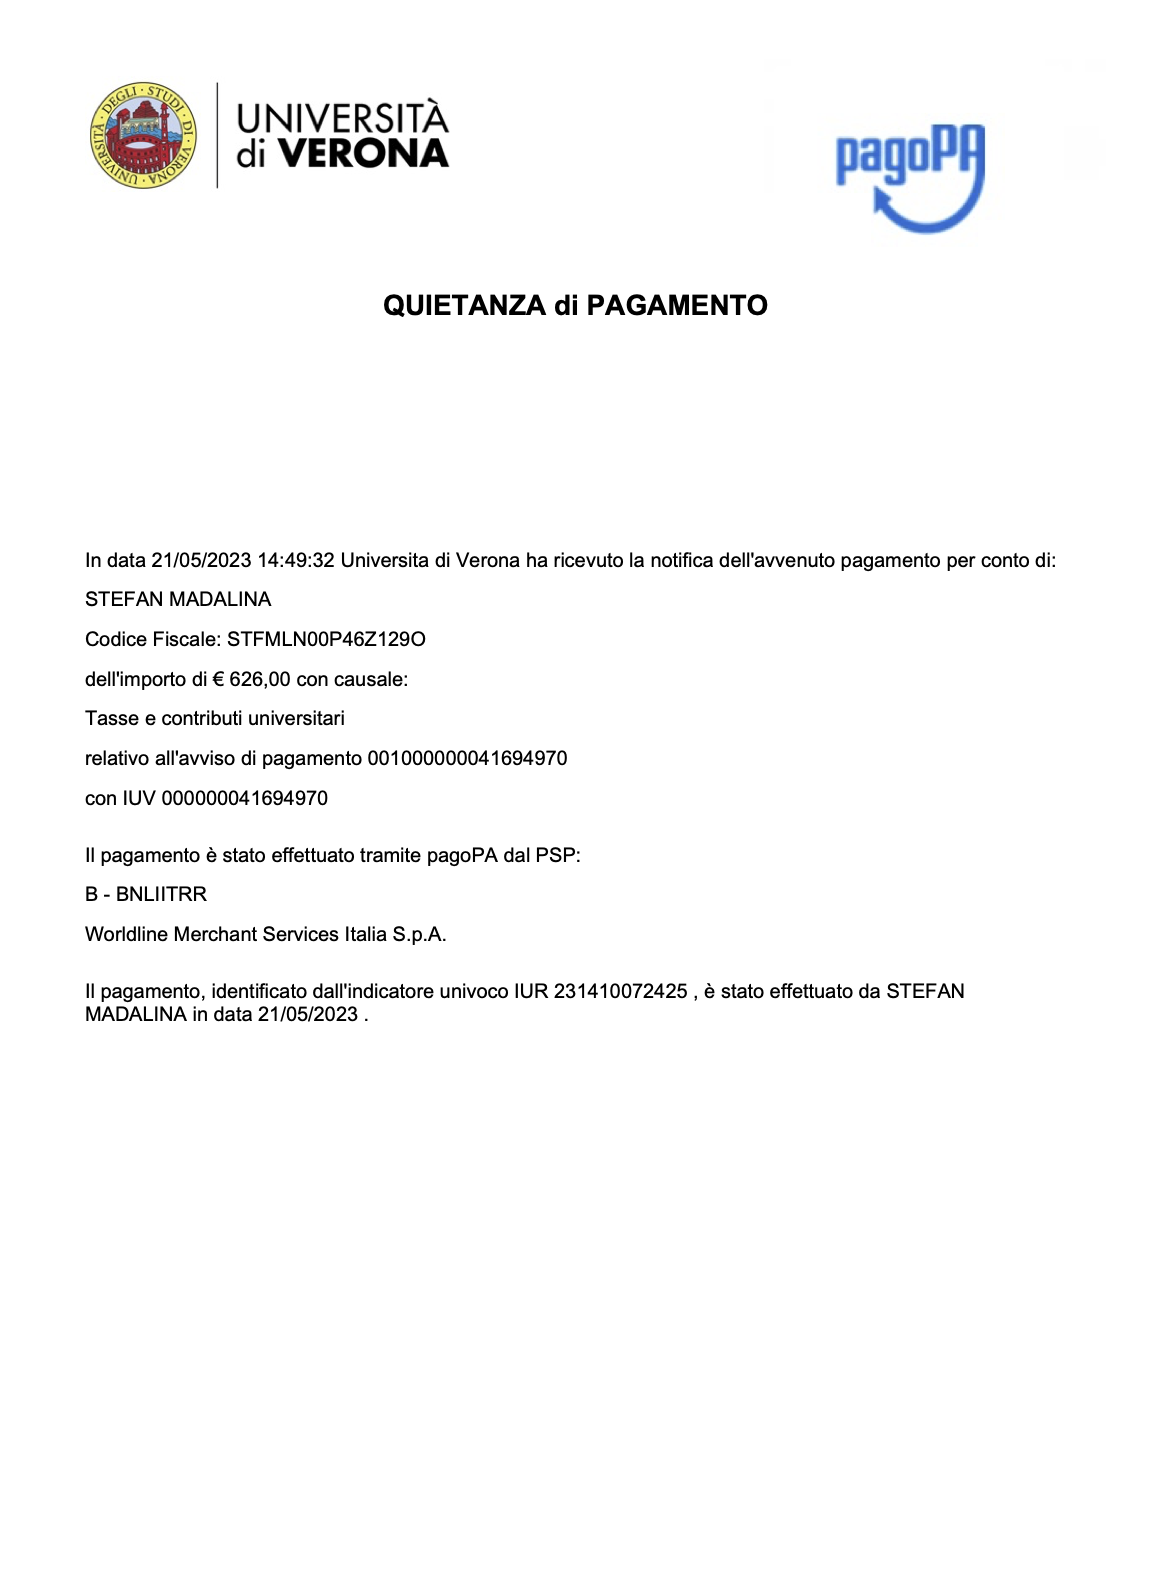 UNIVERSITÀ DEGLI STUDI DI VERONA
UNIVERSITÀ
di VERONA
pagoPA
QUIETANZA di PAGAMENTO
In data 21/05/2023 14:49:32 Universita di Verona ha ricevuto la notifica dell'avvenuto pagamento per conto di:
STEFAN MADALINA
Codice Fiscale: STFMLN00P46Z129O
dell'importo di € 626,00 con causale:
Tasse e contributi universitari
relativo all'avviso di pagamento 001000000041694970
con IUV 000000041694970
Il pagamento è stato effettuato tramite pagoPA dal PSP:
B - BNLIITRR
Worldline Merchant Services Italia S.p.A.
Il pagamento, identificato dall'indicatore univoco IUR 231410072425 , è stato effettuato da STEFAN
MADALINA in data 21/05/2023 .